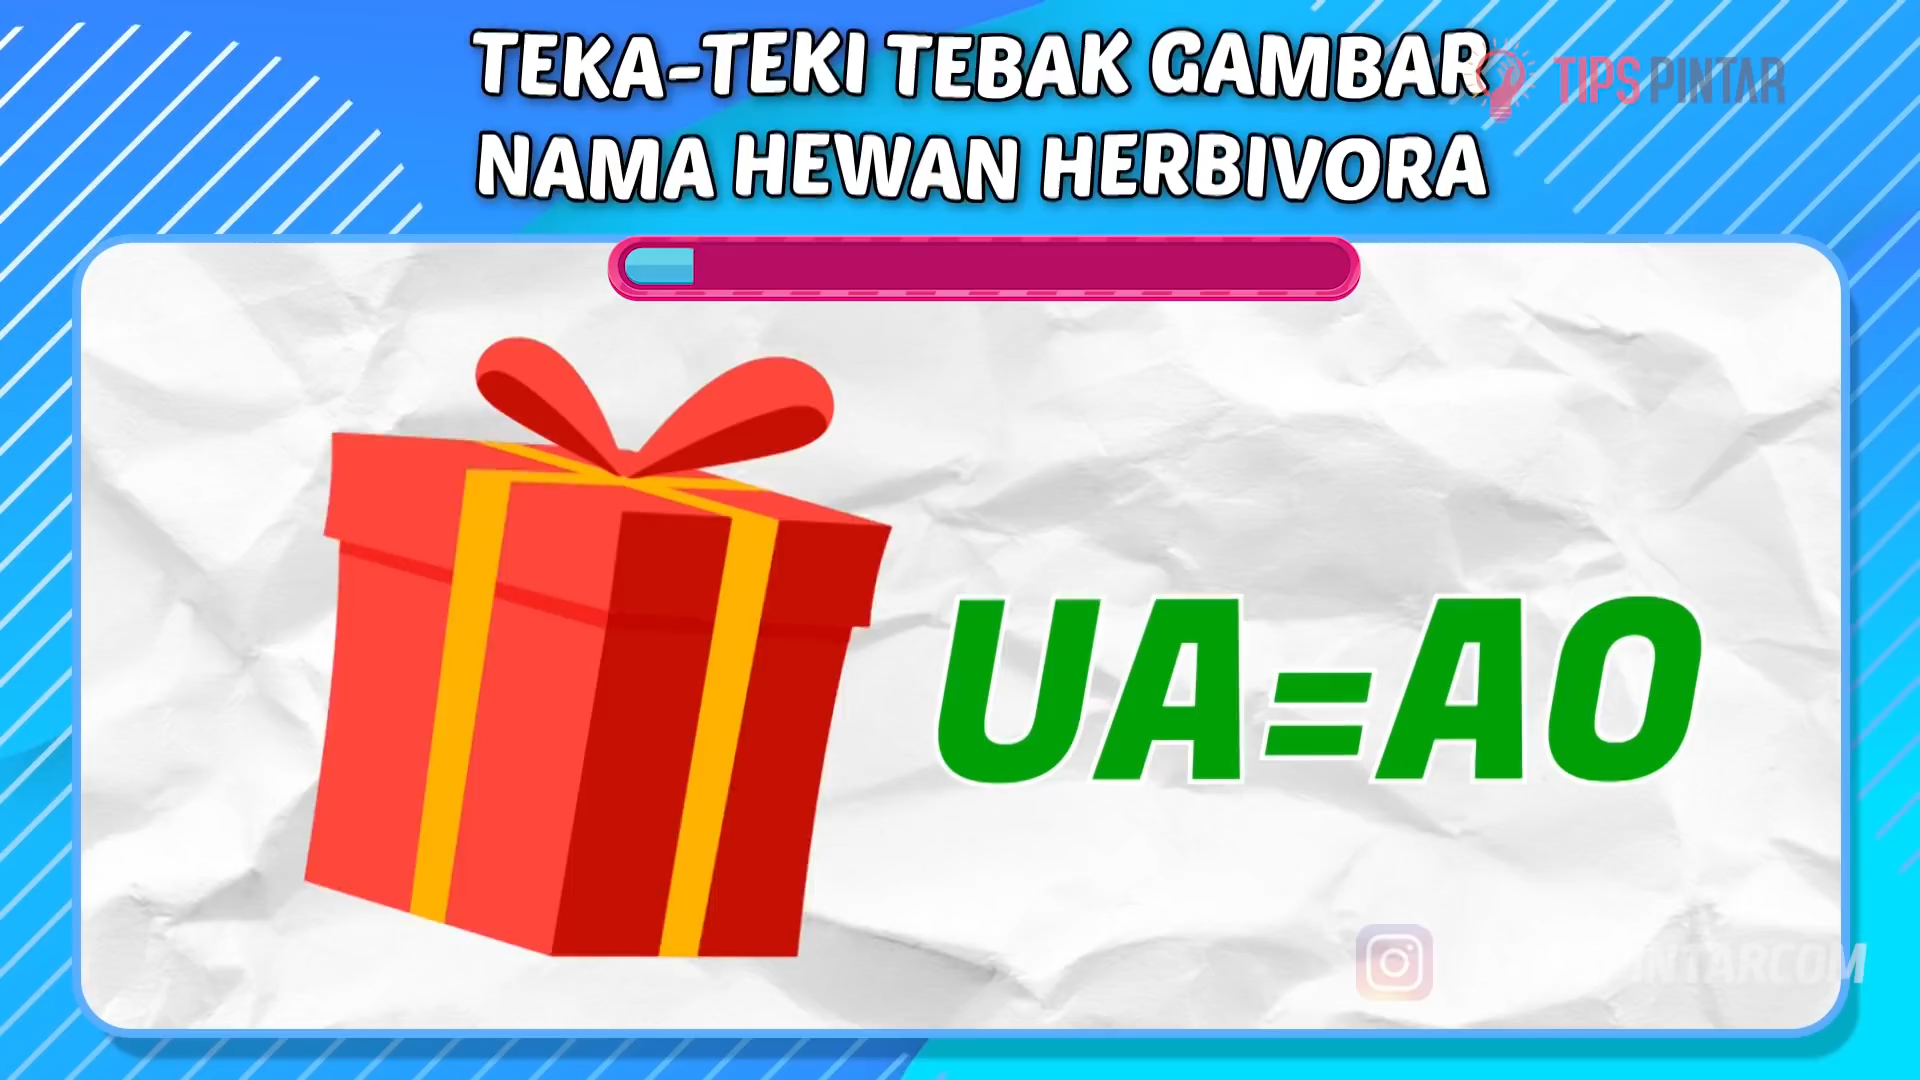 TEKA-TEKI TEBAK GAMBAR
TIPS PINTAR
NAMA HEWAN HERBIVORA
UA=AO